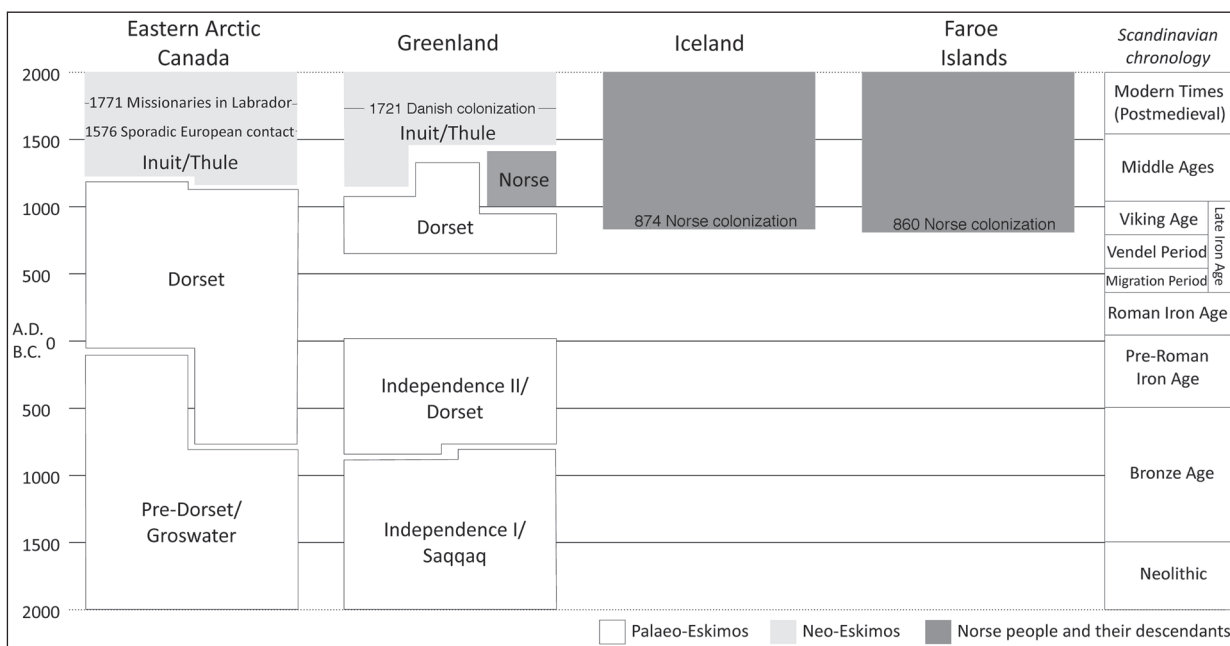 Eastern Arctic
Canada
Greenland
Iceland
Faroe
Islands
Scandinavian
chronology
2000
1500
1000
500
A.D.
0
B.C.
500
1000
1500
2000
1771 Missionaries in Labrador
1576 Sporadic European contact
Inuit/Thule
Dorset
Pre-Dorset/
Groswater
1721 Danish colonization
Inuit/Thule
Norse
Dorset
Independence II/
Dorset
Independence I/
Saqqaq
874 Norse colonization
860 Norse colonization
Modern Times
(Postmedieval)
Middle Ages
Viking Age
Vendel Period
Migration Period
Late Iron Age
Roman Iron Age
Pre-Roman
Iron Age
Bronze Age
Neolithic
Palaeo-Eskimos
Neo-Eskimos
Norse people and their descendants